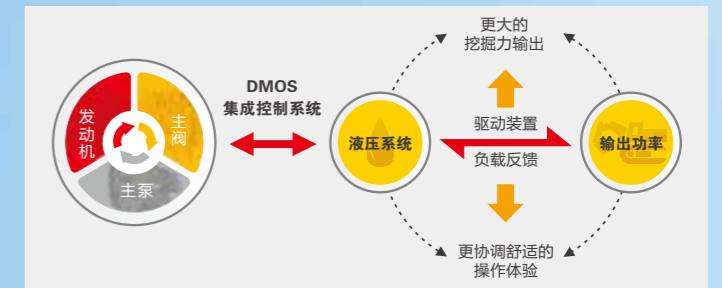 更大的
挖掘力输出
DMOS
集成控制系统
发动机
主阀
主泵
液压系统
驱动装置
负载反馈
输出功率
更协调舒适的
操作体验